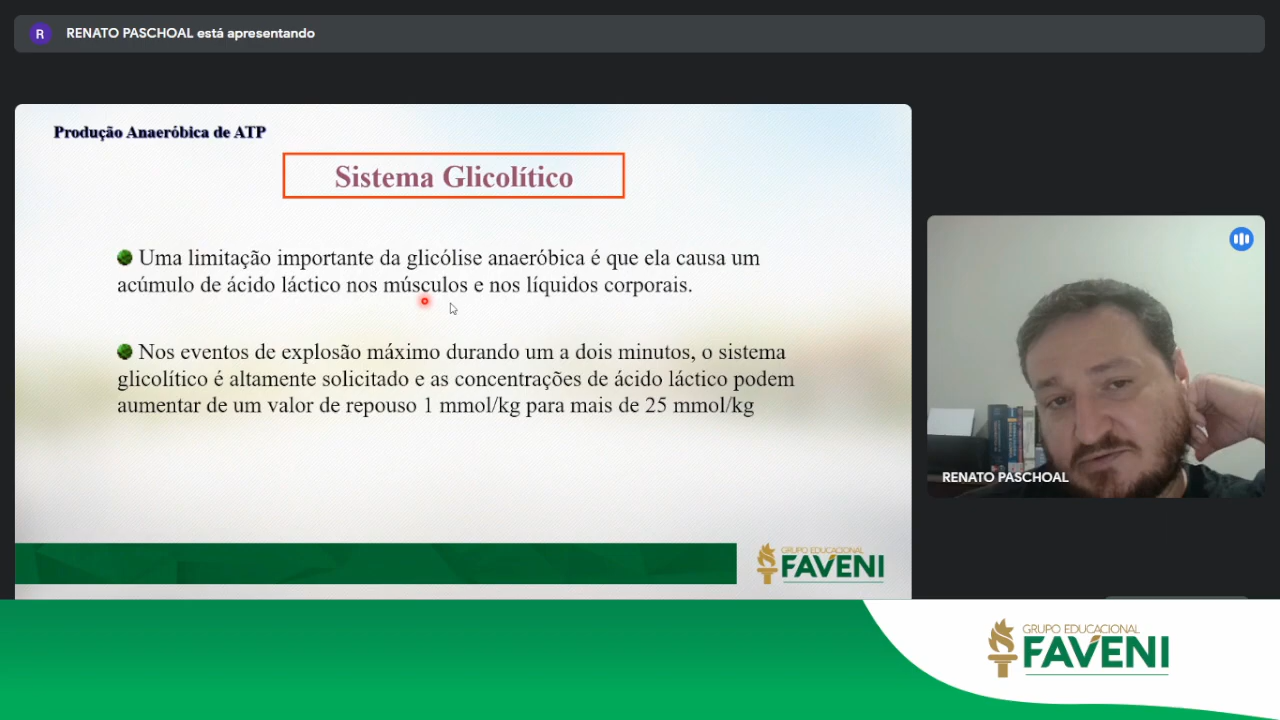 R
RENATO PASCHOAL está apresentando
Produção Anaeróbica de ATP
Sistema Glicolítico
Uma limitação importante da glicólise anaeróbica é que ela causa um
acúmulo de ácido láctico nos músculos e nos líquidos corporais.
Nos eventos de explosão máximo durando um a dois minutos, o sistema
glicolítico é altamente solicitado e as concentrações de ácido láctico podem
aumentar de um valor de repouso 1 mmol/kg para mais de 25 mmol/kg
GRUPO EDUCACIONAL
FAVENI
RENATO PASCHOAL
GRUPO EDUCACIONAL
FAVENI